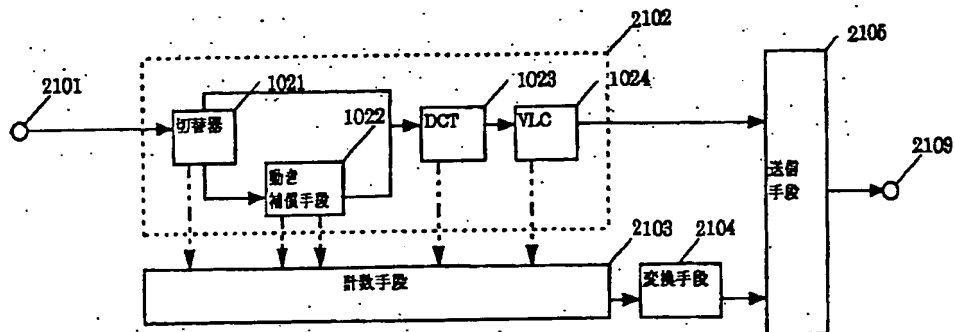 2102
2105
2101
1021
1023
1024
1022
切替器
DCT
VLC
2109
動き
補償手段
送信
手段
2103
2104
計数手段
変換手段